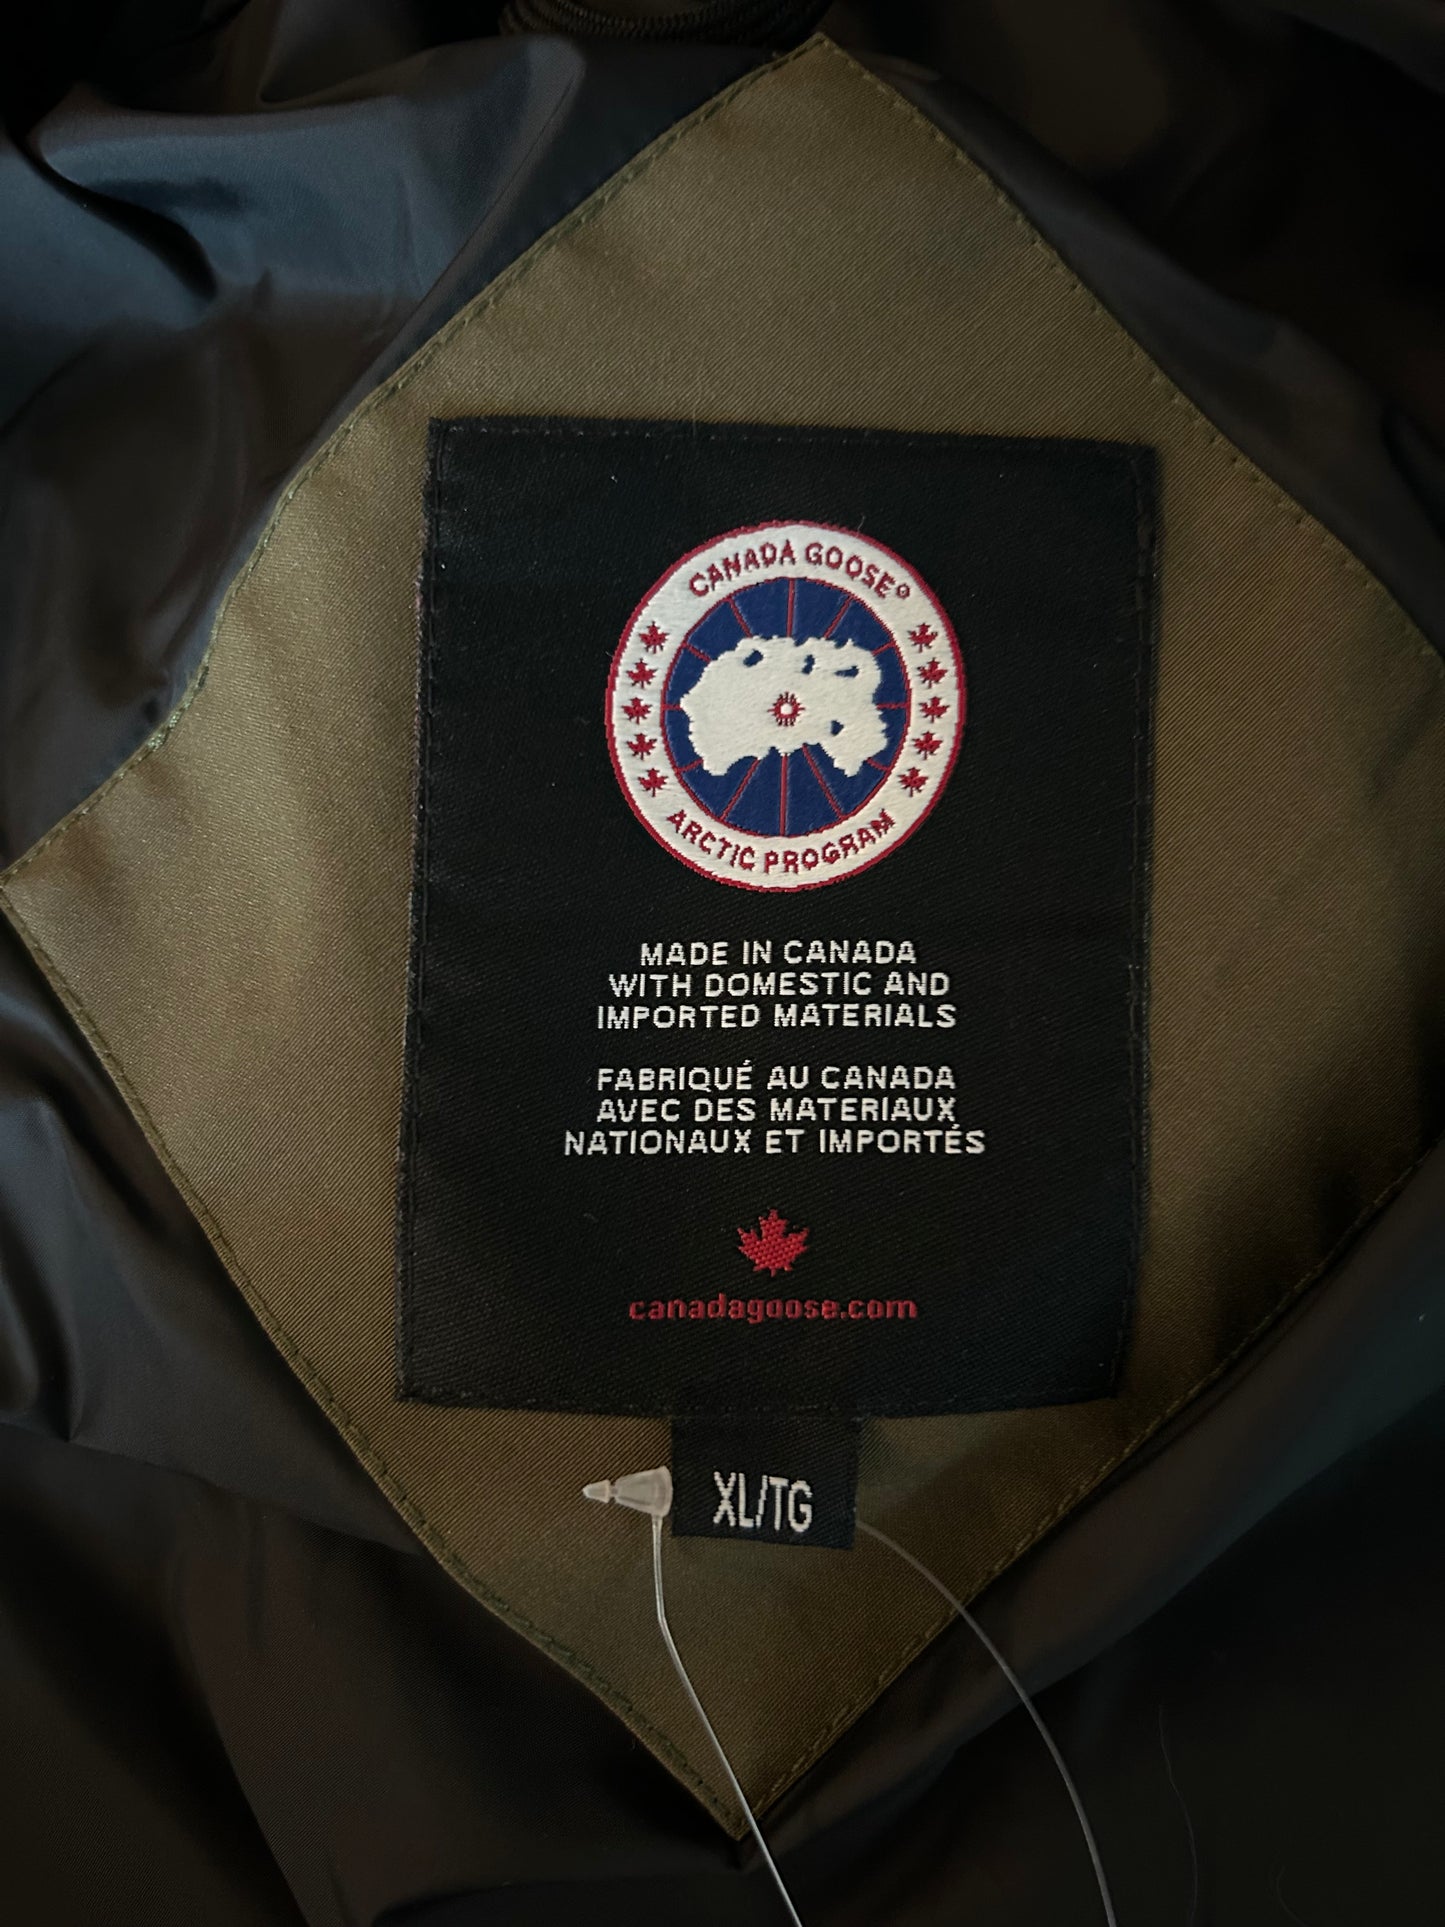 CANADA GOOSE®
ARCTIC PROGRAM
MADE IN CANADA
WITH DOMESTIC AND
IMPORTED MATERIALS
FABRIQUÉ AU CANADA
AVEC DES MATERIAUX
NATIONAUX ET IMPORTÉS
canadagoose.com
XL/TG